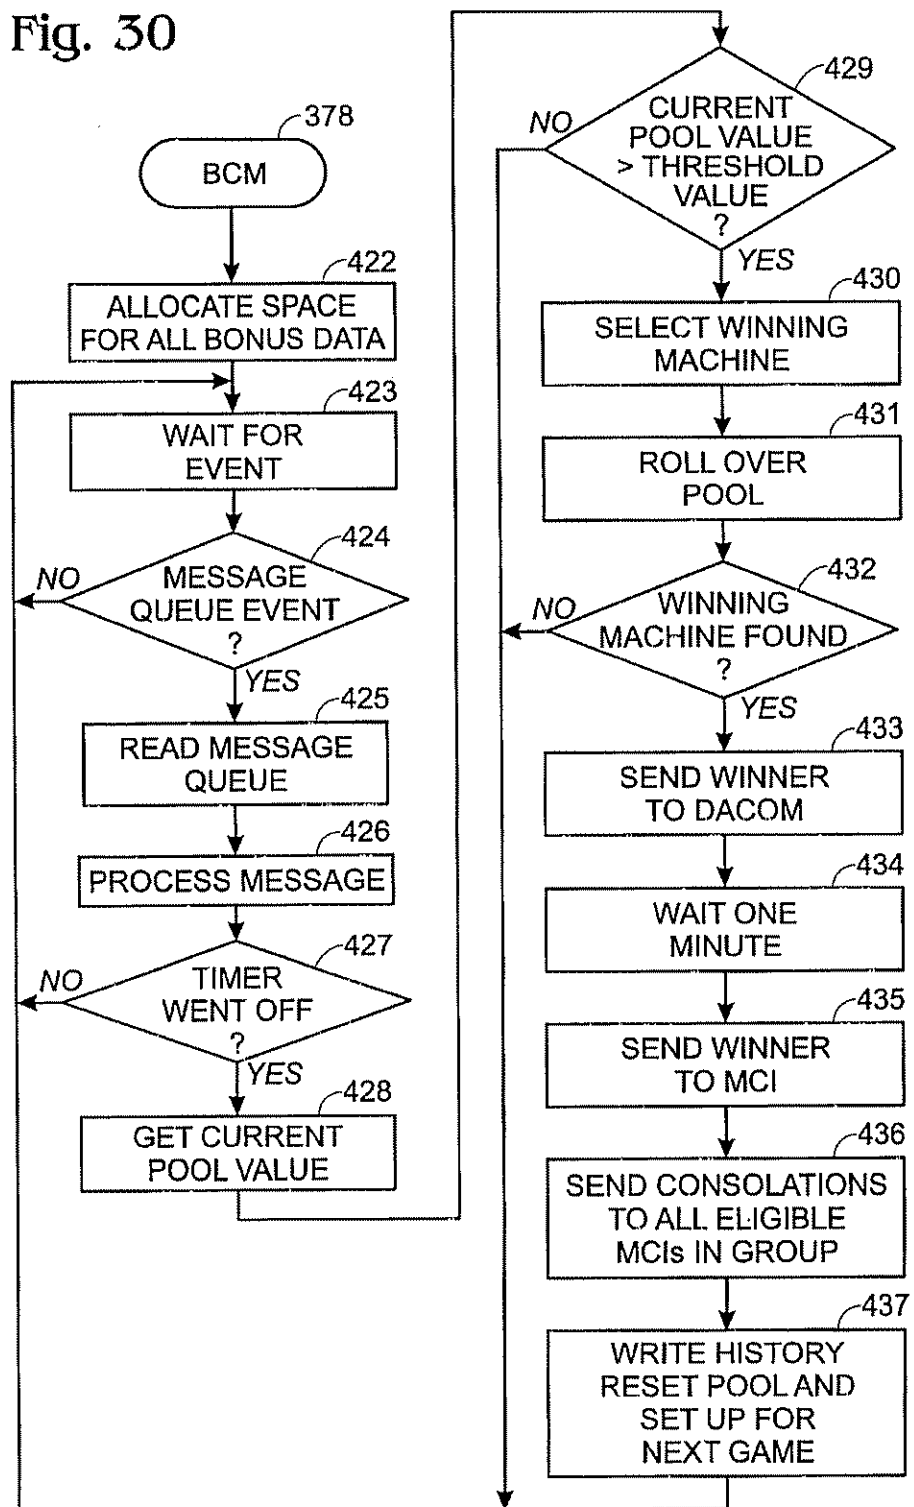 Fig. 30
378
BCM
422
ALLOCATE SPACE
FOR ALL BONUS DATA
423
WAIT FOR
EVENT
424
NO
MESSAGE
QUEUE EVENT
?
YES
425
READ MESSAGE
QUEUE
426
PROCESS MESSAGE
427
NO
TIMER
WENT OFF
?
YES
428
GET CURRENT
POOL VALUE
429
NO
CURRENT
POOL VALUE
> THRESHOLD
VALUE
?
YES
430
SELECT WINNING
MACHINE
431
ROLL OVER
POOL
432
NO
WINNING
MACHINE FOUND
?
YES
433
SEND WINNER
TO DACOM
434
WAIT ONE
MINUTE
435
SEND WINNER
TO MCI
436
SEND CONSOLATIONS
TO ALL ELIGIBLE
MCIs IN GROUP
437
WRITE HISTORY
RESET POOL AND
SET UP FOR
NEXT GAME